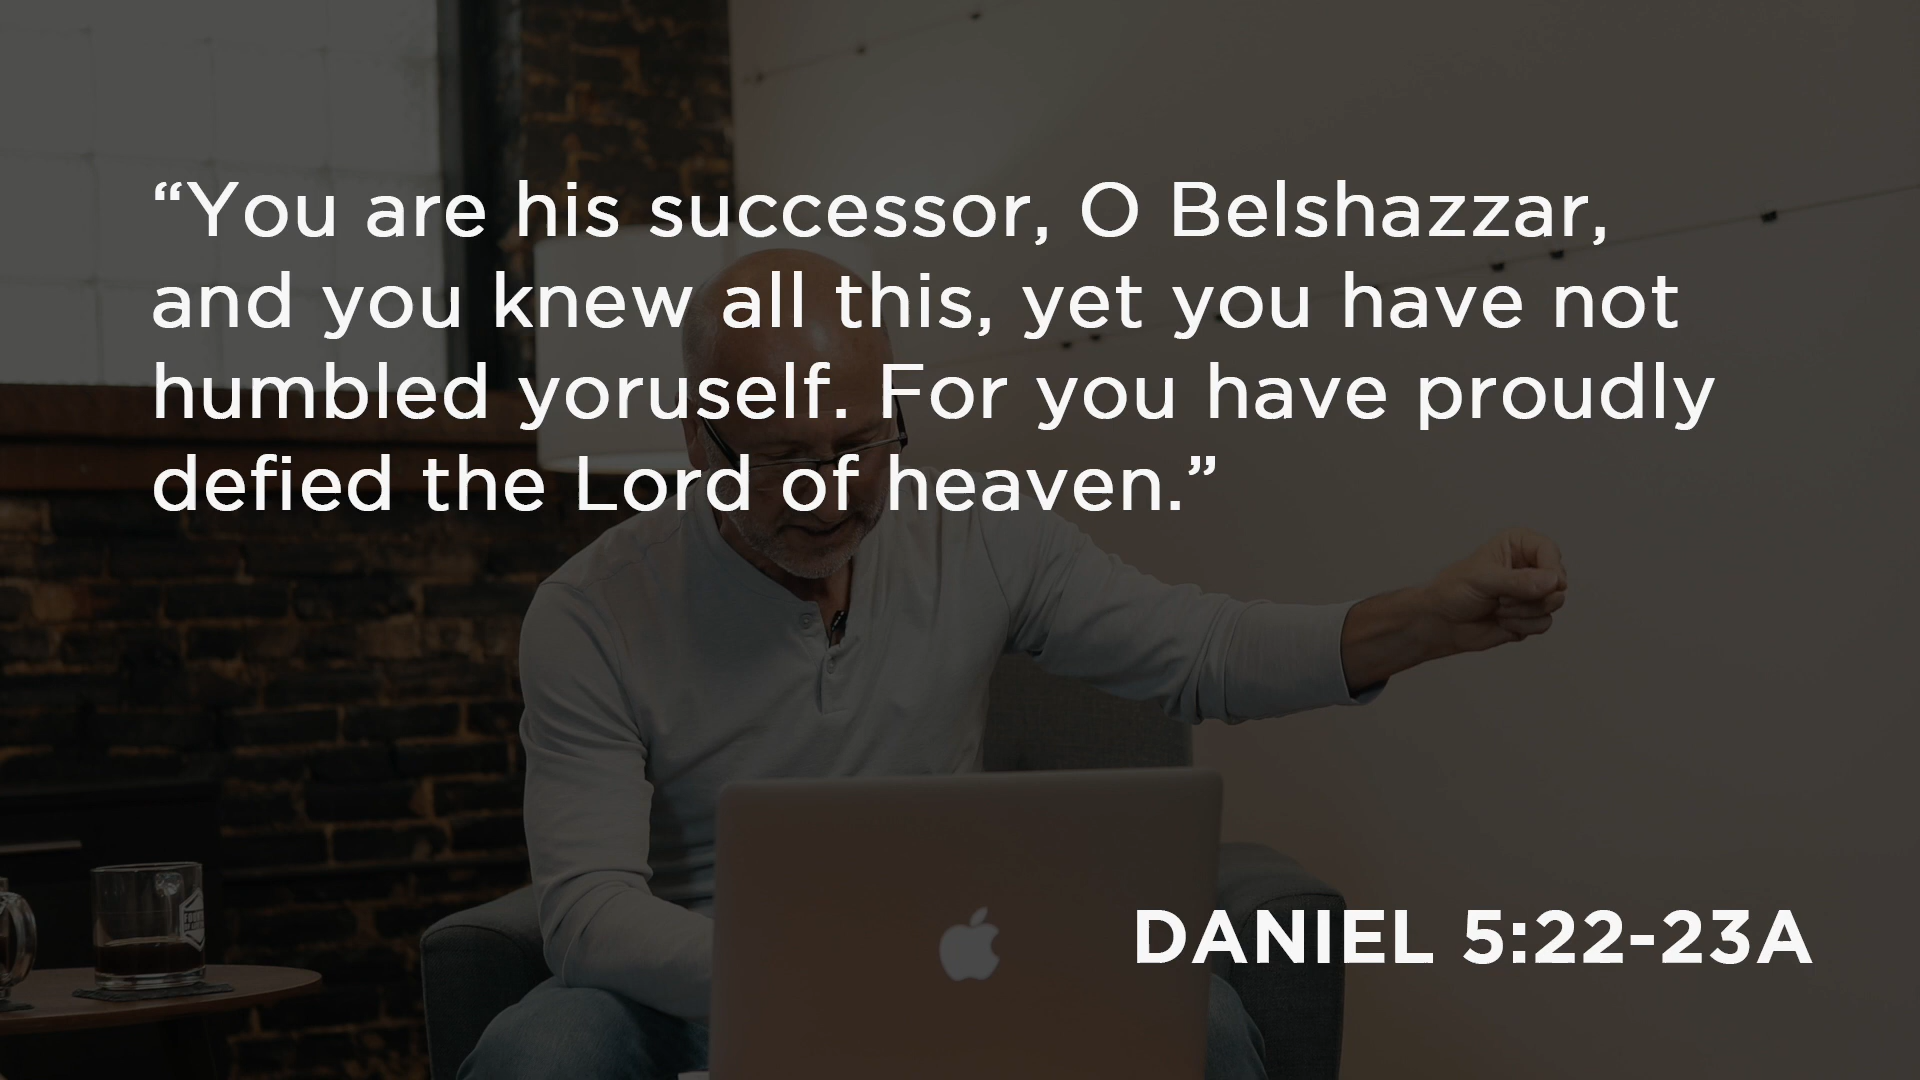 “You are his successor, O Belshazzar,
and you knew all this, yet you have not
humbled yoruself. For you have proudly
defied the Lord of heaven.”
DANIEL 5:22-23A